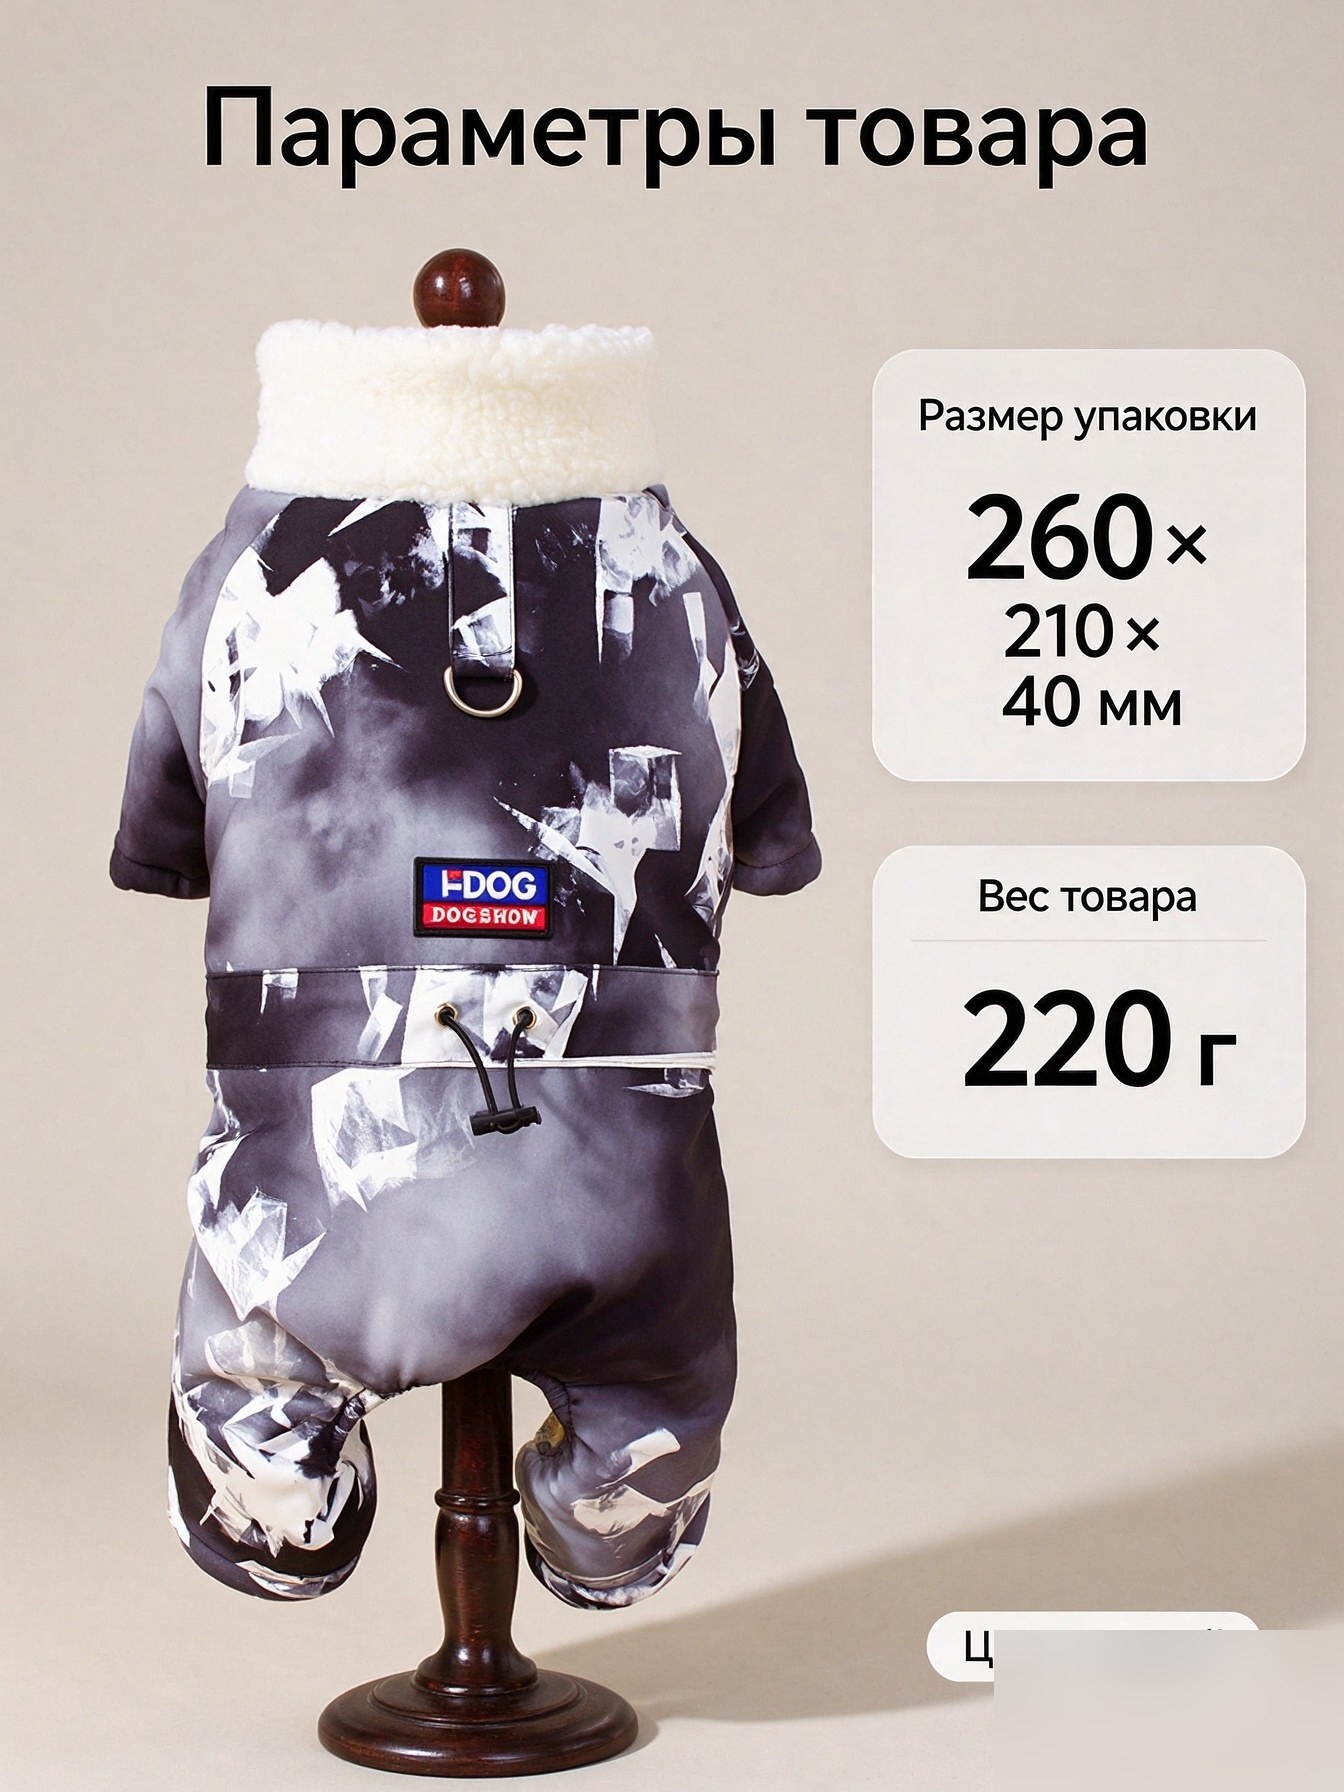 Параметры товара
Размер упаковки
260×
210×
40 мм
Вес товара
220 г
DOG
DOGSHOW